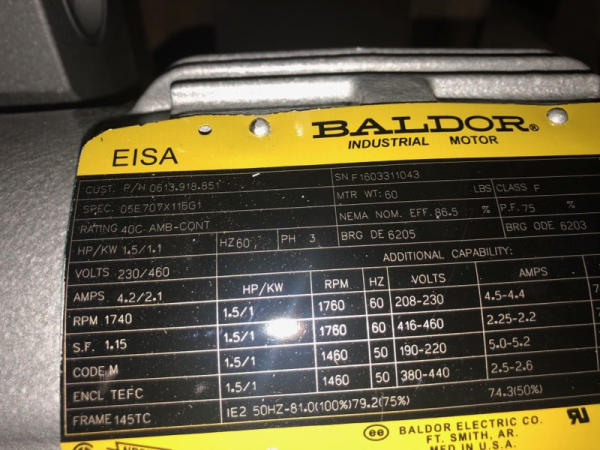 BALDOR®
EISA INDUSTRIAL MOTOR
CUST. P/N 0613.918.851 SN F1603311043
SPEC. 05E707X116G1 MTR WT: 60 LBS CLASS F
RATING 40C AMB-CONT NEMA NOM. EFF. 86.5 % P.F. 75
HP/KW 1.5/1.1 HZ 60 PH 3 BRG DE 6205 BRG ODE 6203
VOLTS 230/460 ADDITIONAL CAPABILITY:
AMPS 4.2/2.1 HP/KW RPM HZ VOLTS AMPS
RPM 1740 1.5/1 1760 60 208-230 4.5-4.4
S.F. 1.15 1.5/1 1760 60 416-460 2.25-2.2
CODE M 1.5/1 1460 50 190-220 5.0-5.2
ENCL TEFC 1.5/1 1460 50 380-440 2.5-2.6
FRAME 145TC IE2 50HZ-81.0(100%)79.2(75%) 74.3(50%)
ee BALDOR ELECTRIC CO.
FT. SMITH, AR.
MED IN U.S.A.